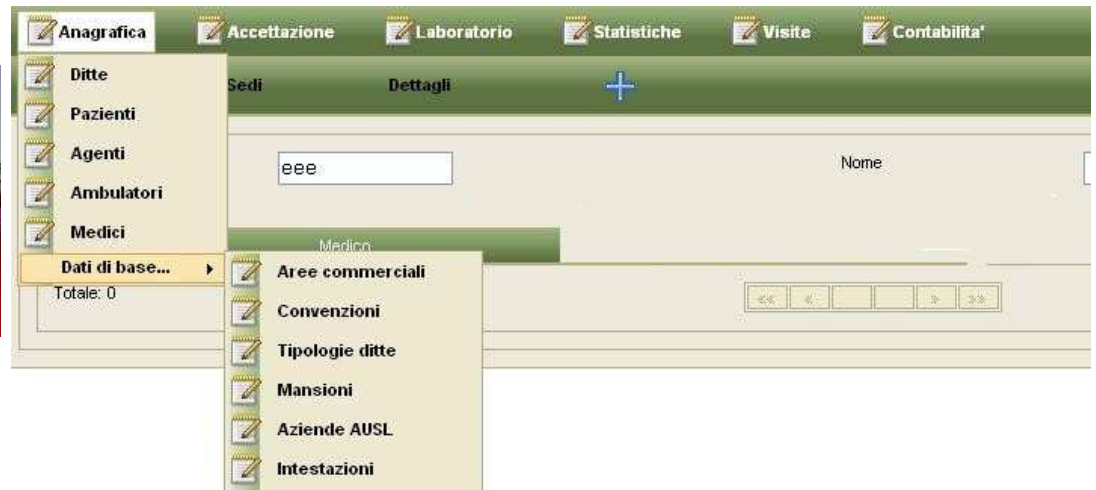 Anagrafica Accettazione Laboratorio Statistiche Visite Contabilita'
Ditte
Sedi Dettagli
Pazienti
Agenti
eee Nome
Ambulatori
Medici
Medico
Dati di base...
Aree commerciali
Totale: 0
<< < > >>
Convenzioni
Tipologie ditte
Mansioni
Aziende AUSL
Intestazioni